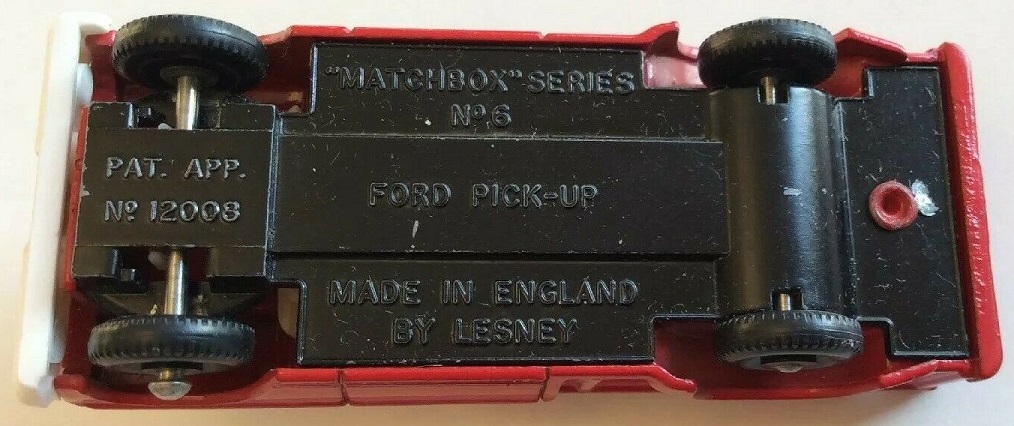 "MATCHBOX" SERIES
Nº 6
PAT. APP.
Nº 12008
FORD PICK-UP
MADE IN ENGLAND
BY LESNEY